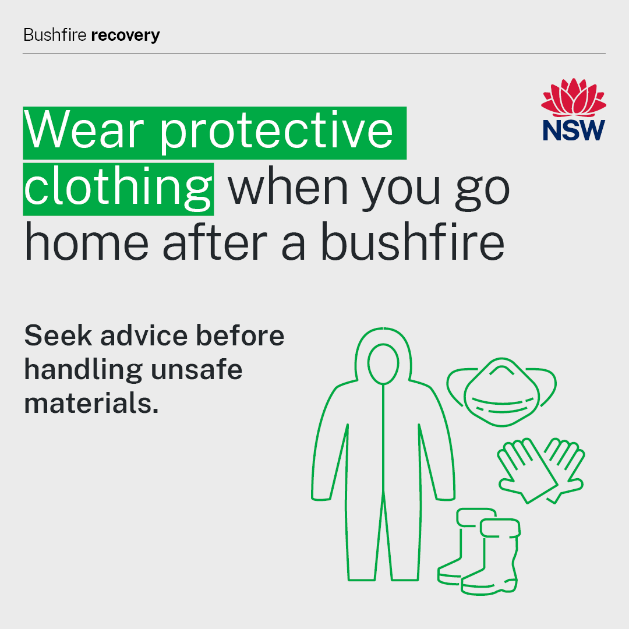 Bushfire recovery
NSW
Wear protective
clothing when you go
home after a bushfire
Seek advice before
handling unsafe
materials.